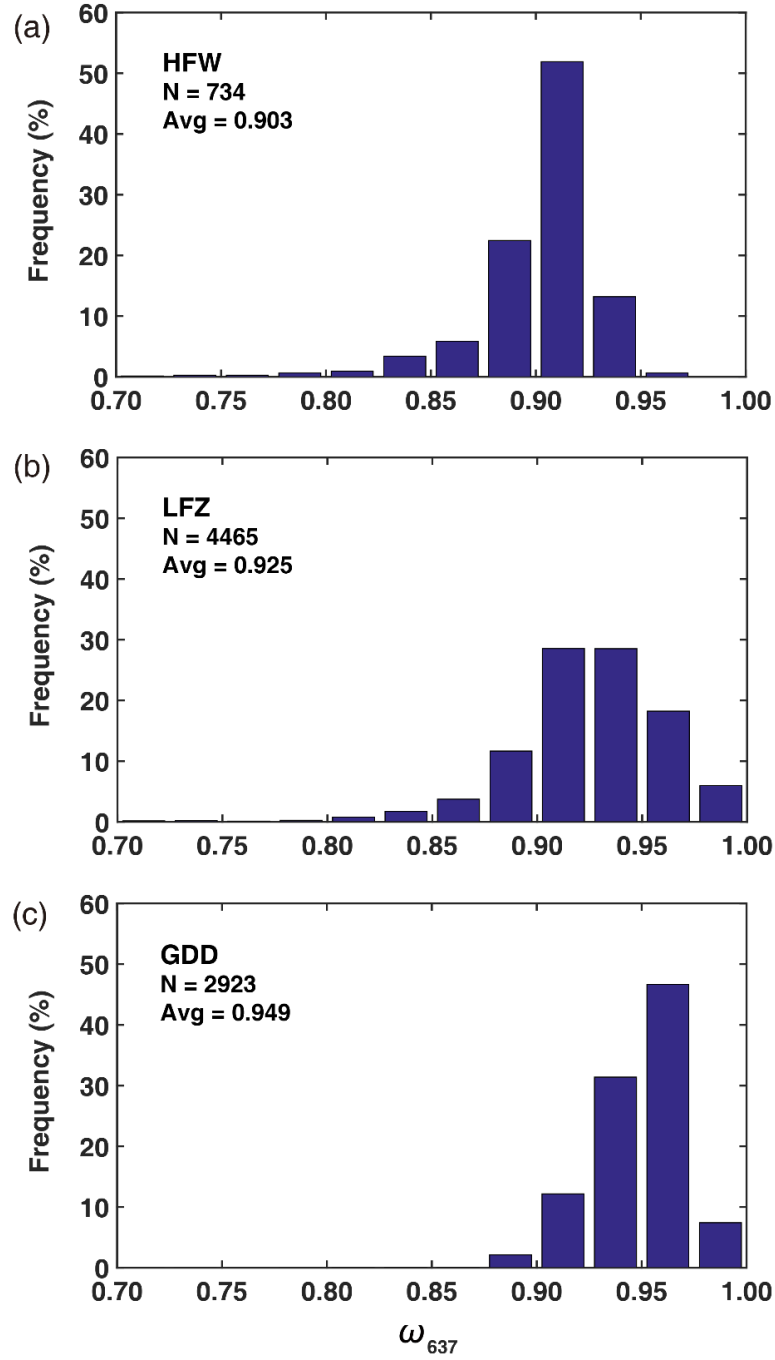 (a)
60
50
40
30
20
10
0
Frequency (%)
HFW
N = 734
Avg = 0.903
0.70 0.75 0.80 0.85 0.90 0.95 1.00
(b)
60
50
40
30
20
10
0
Frequency (%)
LFZ
N = 4465
Avg = 0.925
0.70 0.75 0.80 0.85 0.90 0.95 1.00
(c)
60
50
40
30
20
10
0
Frequency (%)
GDD
N = 2923
Avg = 0.949
0.70 0.75 0.80 0.85 0.90 0.95 1.00
ω637